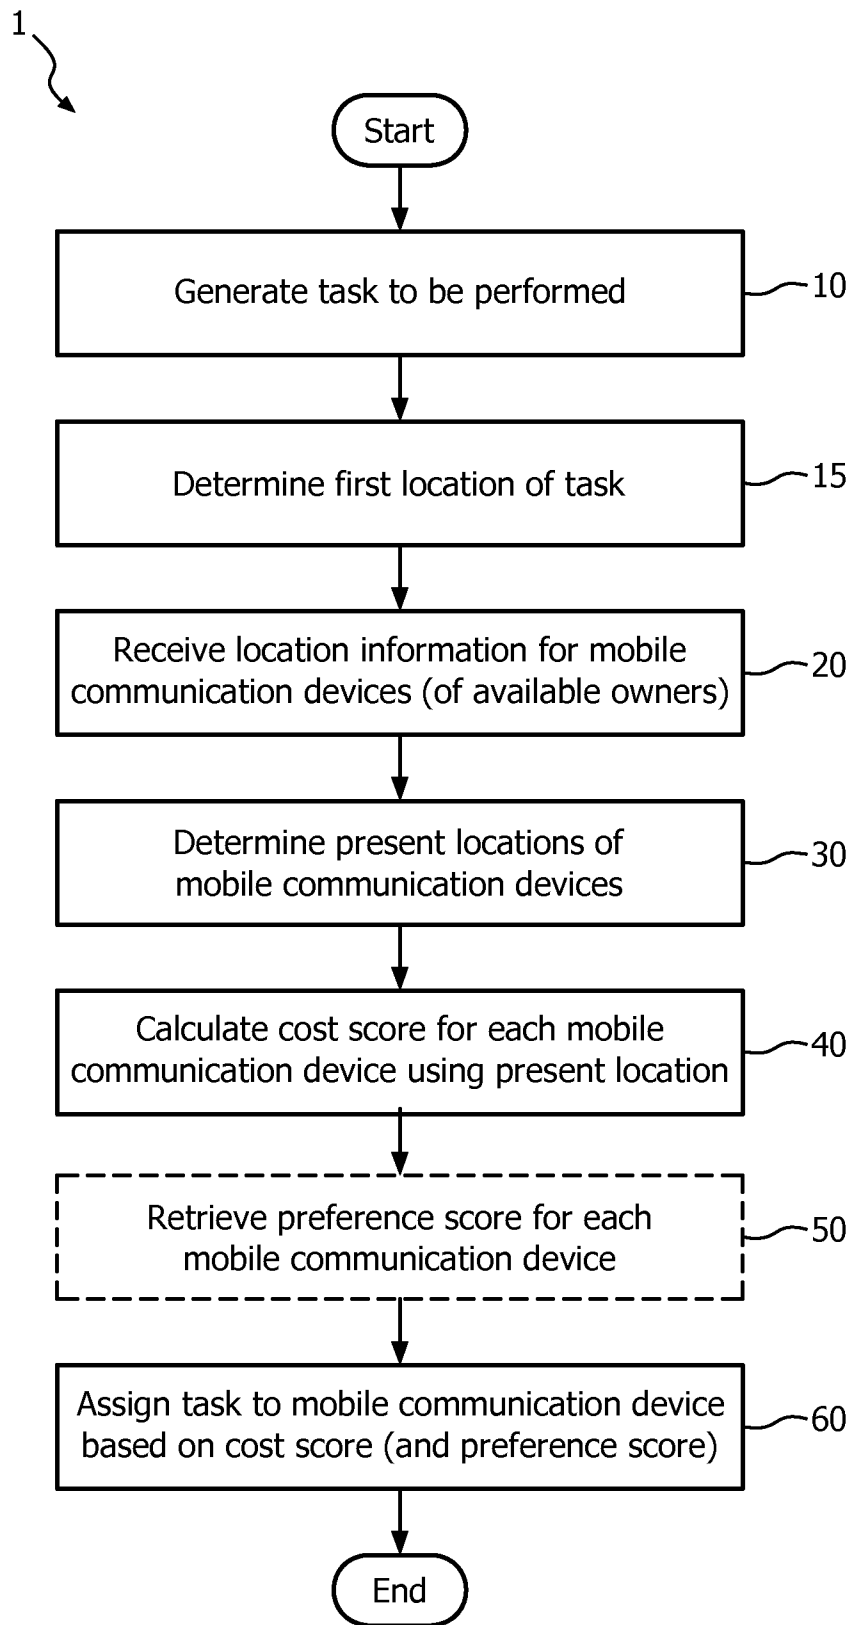 1
Start
Generate task to be performed
10
Determine first location of task
15
Receive location information for mobile
communication devices (of available owners)
20
Determine present locations of
mobile communication devices
30
Calculate cost score for each mobile
communication device using present location
40
Retrieve preference score for each
mobile communication device
50
Assign task to mobile communication device
based on cost score (and preference score)
60
End